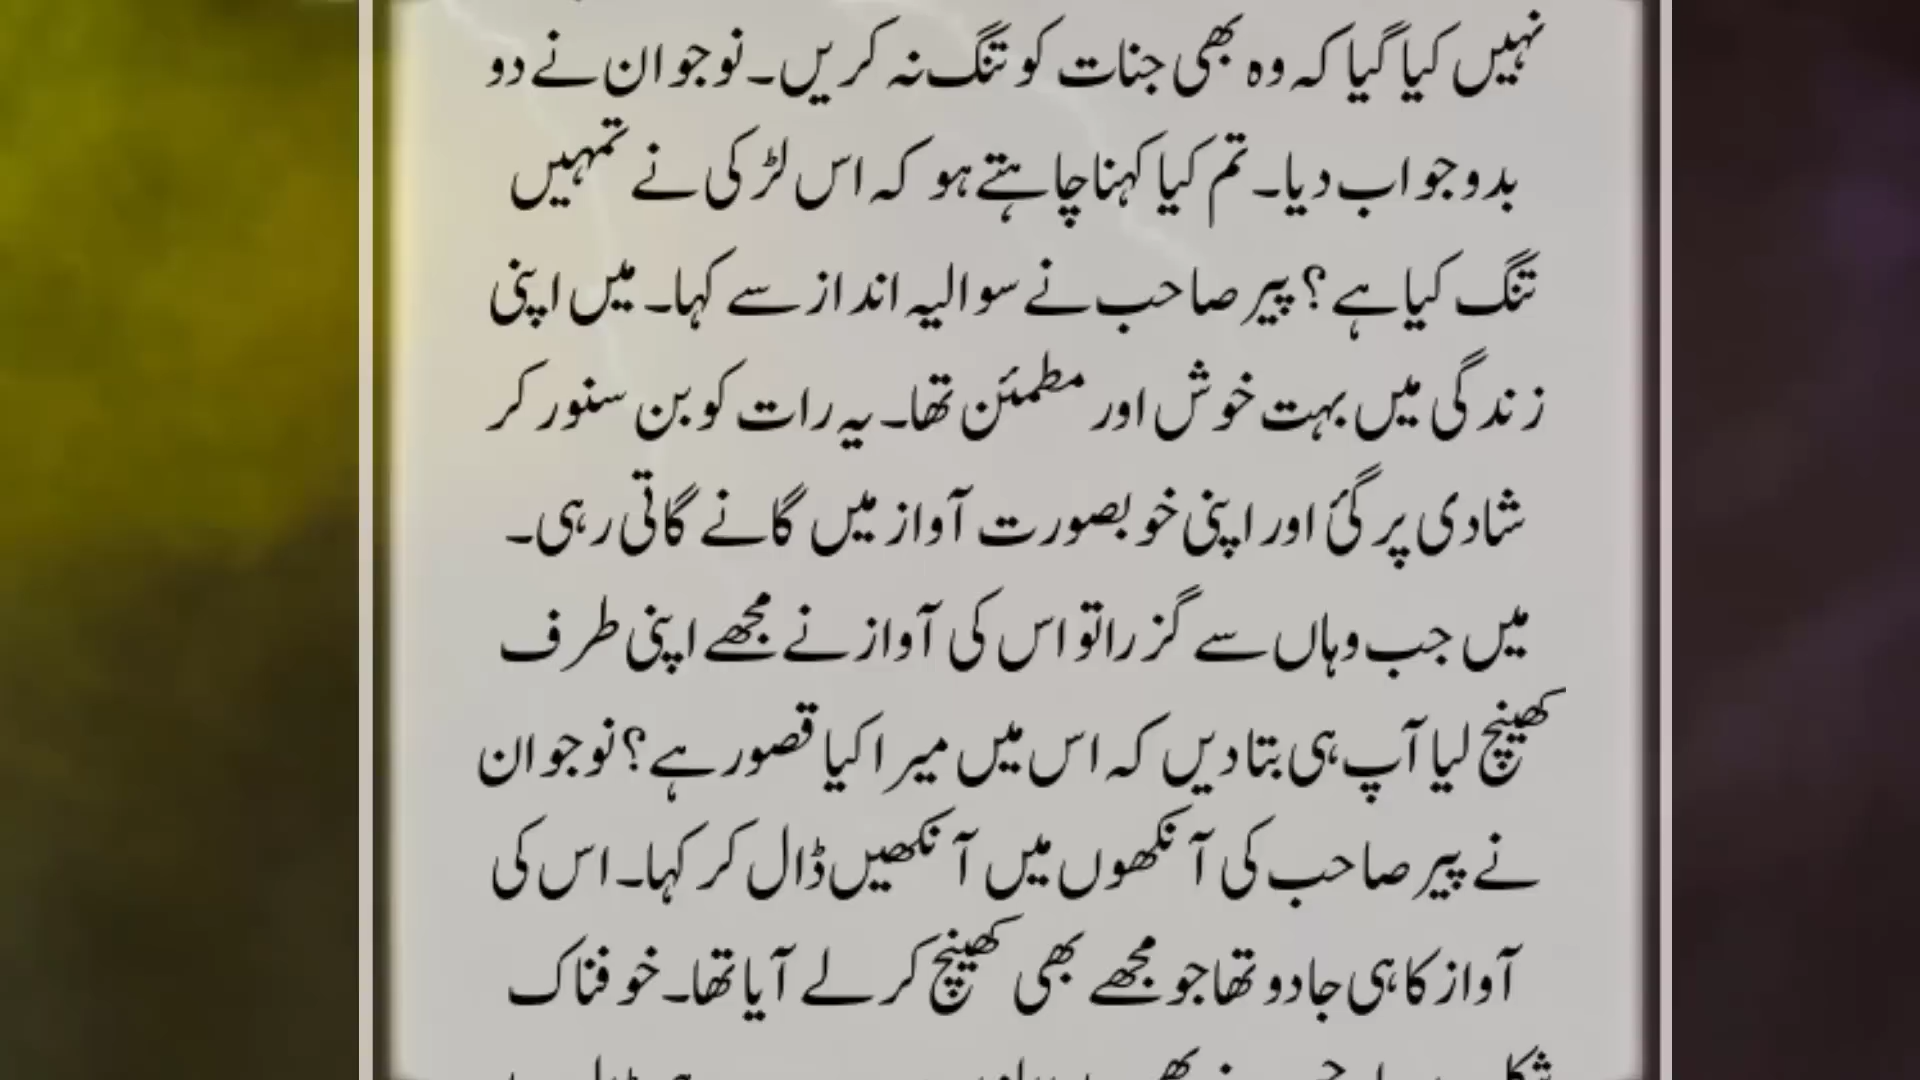 نہیں کیا گیا کہ وہ بھی جنات کو تنگ نہ کریں۔ نوجوان نے دو
بدو جواب دیا۔ تم کیا کہنا چاہتے ہو کہ اس لڑکی نے تمہیں
تنگ کیا ہے؟ پیر صاحب نے سوالیہ انداز سے کہا۔ میں اپنی
زندگی میں بہت خوش اور مطمئن تھا۔ یہ رات کو بن سنور کر
شادی پر گئی اور اپنی خوبصورت آواز میں گانے گاتی رہی۔
میں جب وہاں سے گزرا تو اس کی آواز نے مجھے اپنی طرف
کھینچ لیا آپ ہی بتا دیں کہ اس میں میرا کیا قصور ہے؟ نوجوان
نے پیر صاحب کی آنکھوں میں آنکھیں ڈال کر کہا۔ اس کی
آواز کا ہی جادو تھا جو مجھے بھی کھینچ کر لے آیا تھا۔ خوفناک